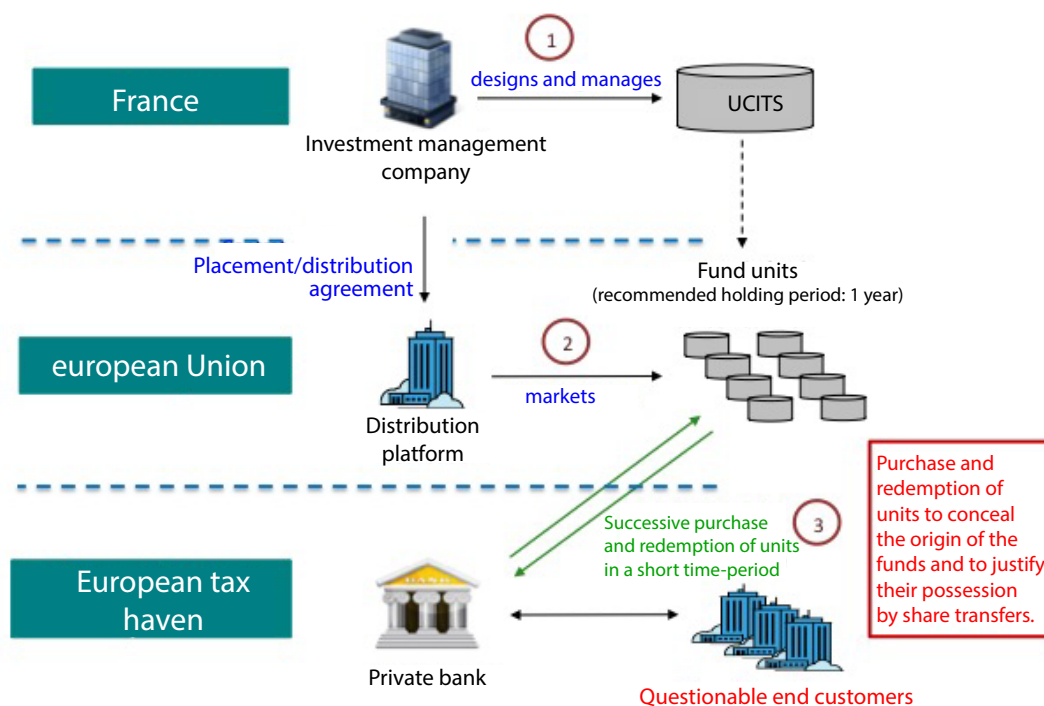 1
designs and manages
France
UCITS
Investment management
company
Placement/distribution
agreement
Fund units
(recommended holding period: 1 year)
european Union
2
markets
Distribution
platform
Purchase and
redemption of
units to conceal
the origin of the
funds and to justify
their possession
by share transfers.
3
Successive purchase
and redemption of units
in a short time-period
European tax
haven
BANK
Private bank
Questionable end customers